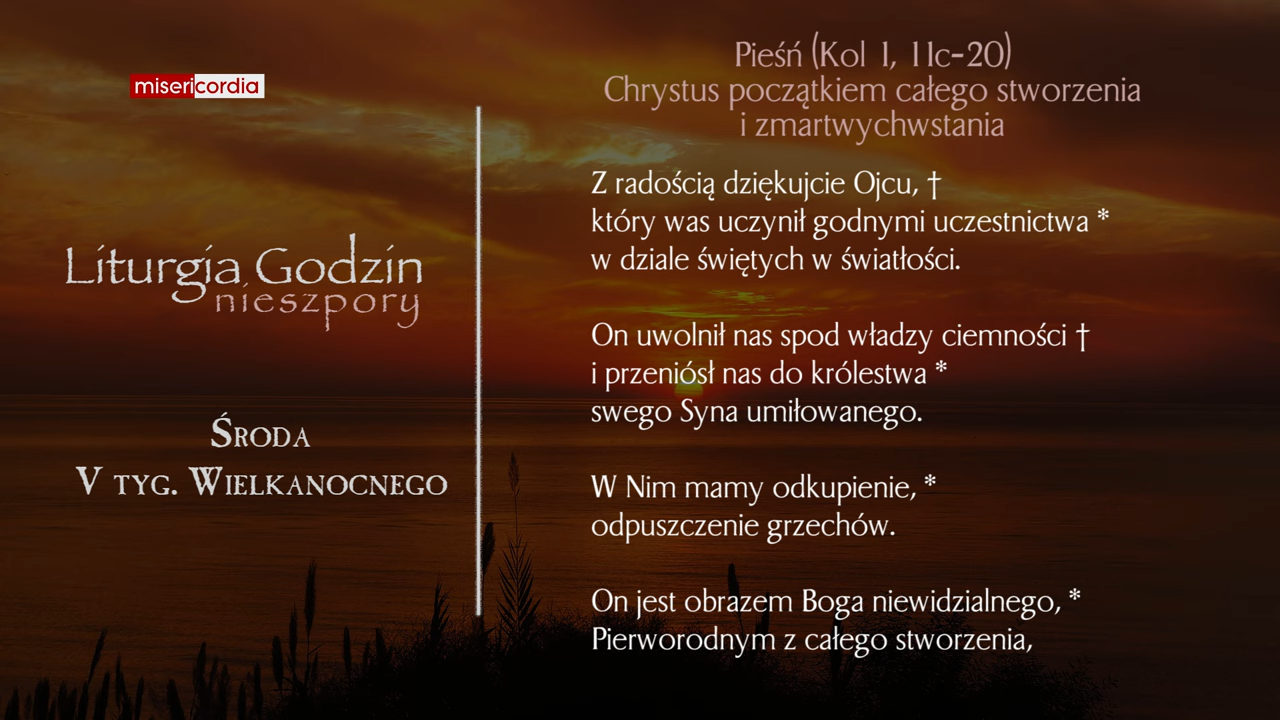 misericordia
Liturgia Godzin
nieszpory
Środa
V tyg. Wielkanocnego
Pieśń (Kol 1, 11c-20)
Chrystus początkiem całego stworzenia
i zmartwychwstania
Z radością dziękujcie Ojcu, †
który was uczynił godnymi uczestnictwa *
w dziale świętych w światłości.
On uwolnił nas spod władzy ciemności †
i przeniósł nas do królestwa *
swego Syna umiłowanego.
W Nim mamy odkupienie, *
odpuszczenie grzechów.
On jest obrazem Boga niewidzialnego, *
Pierworodnym z całego stworzenia,